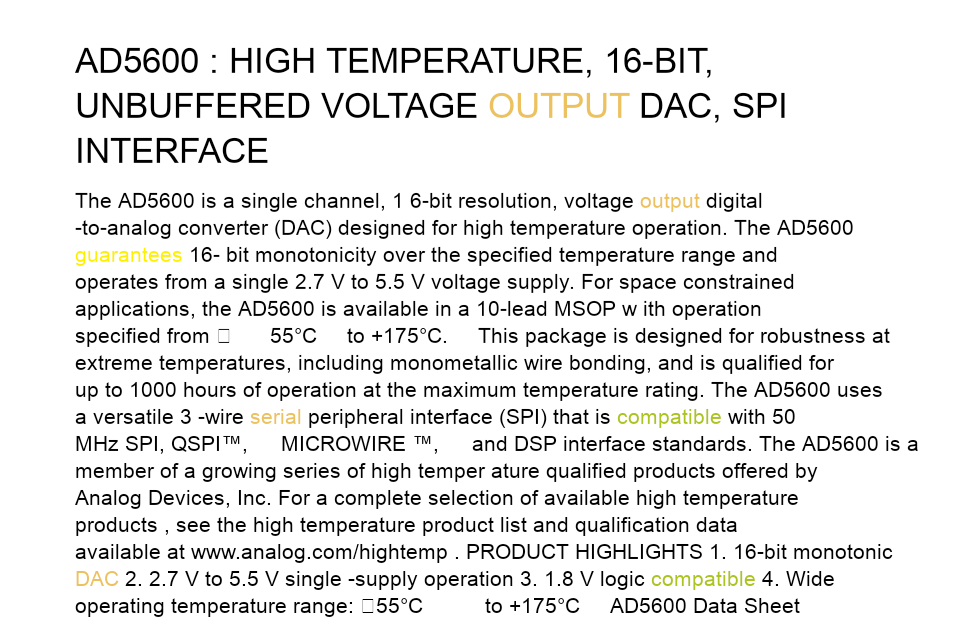 AD5600 : HIGH TEMPERATURE, 16-BIT,
UNBUFFERED VOLTAGE OUTPUT DAC, SPI
INTERFACE
The AD5600 is a single channel, 1 6-bit resolution, voltage output digital
-to-analog converter (DAC) designed for high temperature operation. The AD5600
guarantees 16- bit monotonicity over the specified temperature range and
operates from a single 2.7 V to 5.5 V voltage supply. For space constrained
applications, the AD5600 is available in a 10-lead MSOP w ith operation
specified from □ 55°C to +175°C. This package is designed for robustness at
extreme temperatures, including monometallic wire bonding, and is qualified for
up to 1000 hours of operation at the maximum temperature rating. The AD5600 uses
a versatile 3 -wire serial peripheral interface (SPI) that is compatible with 50
MHz SPI, QSPI™, MICROWIRE ™, and DSP interface standards. The AD5600 is a
member of a growing series of high temper ature qualified products offered by
Analog Devices, Inc. For a complete selection of available high temperature
products , see the high temperature product list and qualification data
available at www.analog.com/hightemp . PRODUCT HIGHLIGHTS 1. 16-bit monotonic
DAC 2. 2.7 V to 5.5 V single -supply operation 3. 1.8 V logic compatible 4. Wide
operating temperature range: □55°C to +175°C AD5600 Data Sheet